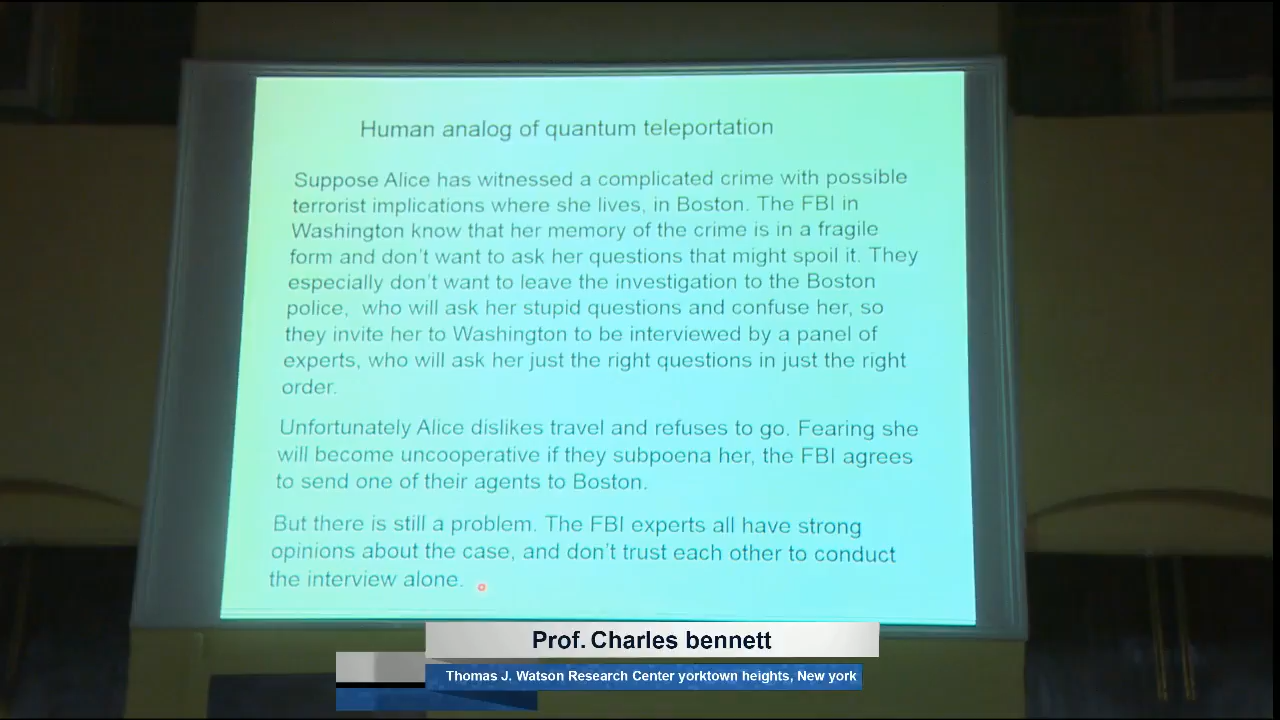 Human analog of quantum teleportation
Suppose Alice has witnessed a complicated crime with possible
terrorist implications where she lives, in Boston. The FBI in
Washington know that her memory of the crime is in a fragile
form and don't want to ask her questions that might spoil it. They
especially don't want to leave the investigation to the Boston
police, who will ask her stupid questions and confuse her, so
they invite her to Washington to be interviewed by a panel of
experts, who will ask her just the right questions in just the right
order.
Unfortunately Alice dislikes travel and refuses to go. Fearing she
will become uncooperative if they subpoena her, the FBI agrees
to send one of their agents to Boston.
But there is still a problem. The FBI experts all have strong
opinions about the case, and don't trust each other to conduct
the interview alone.
Prof. Charles bennett
Thomas J. Watson Research Center yorktown heights, New york